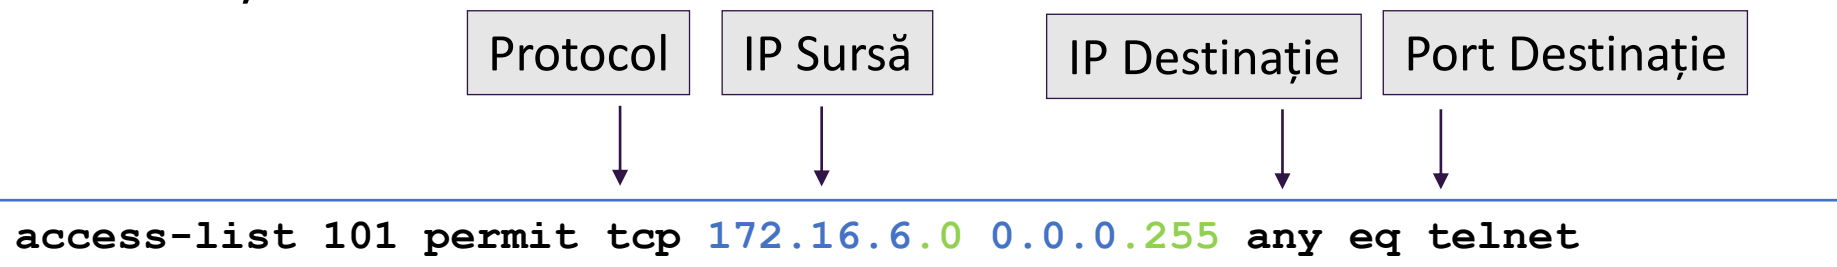 Protocol IP Sursă IP Destinație Port Destinație
access-list 101 permit tcp 172.16.6.0 0.0.0.255 any eq telnet